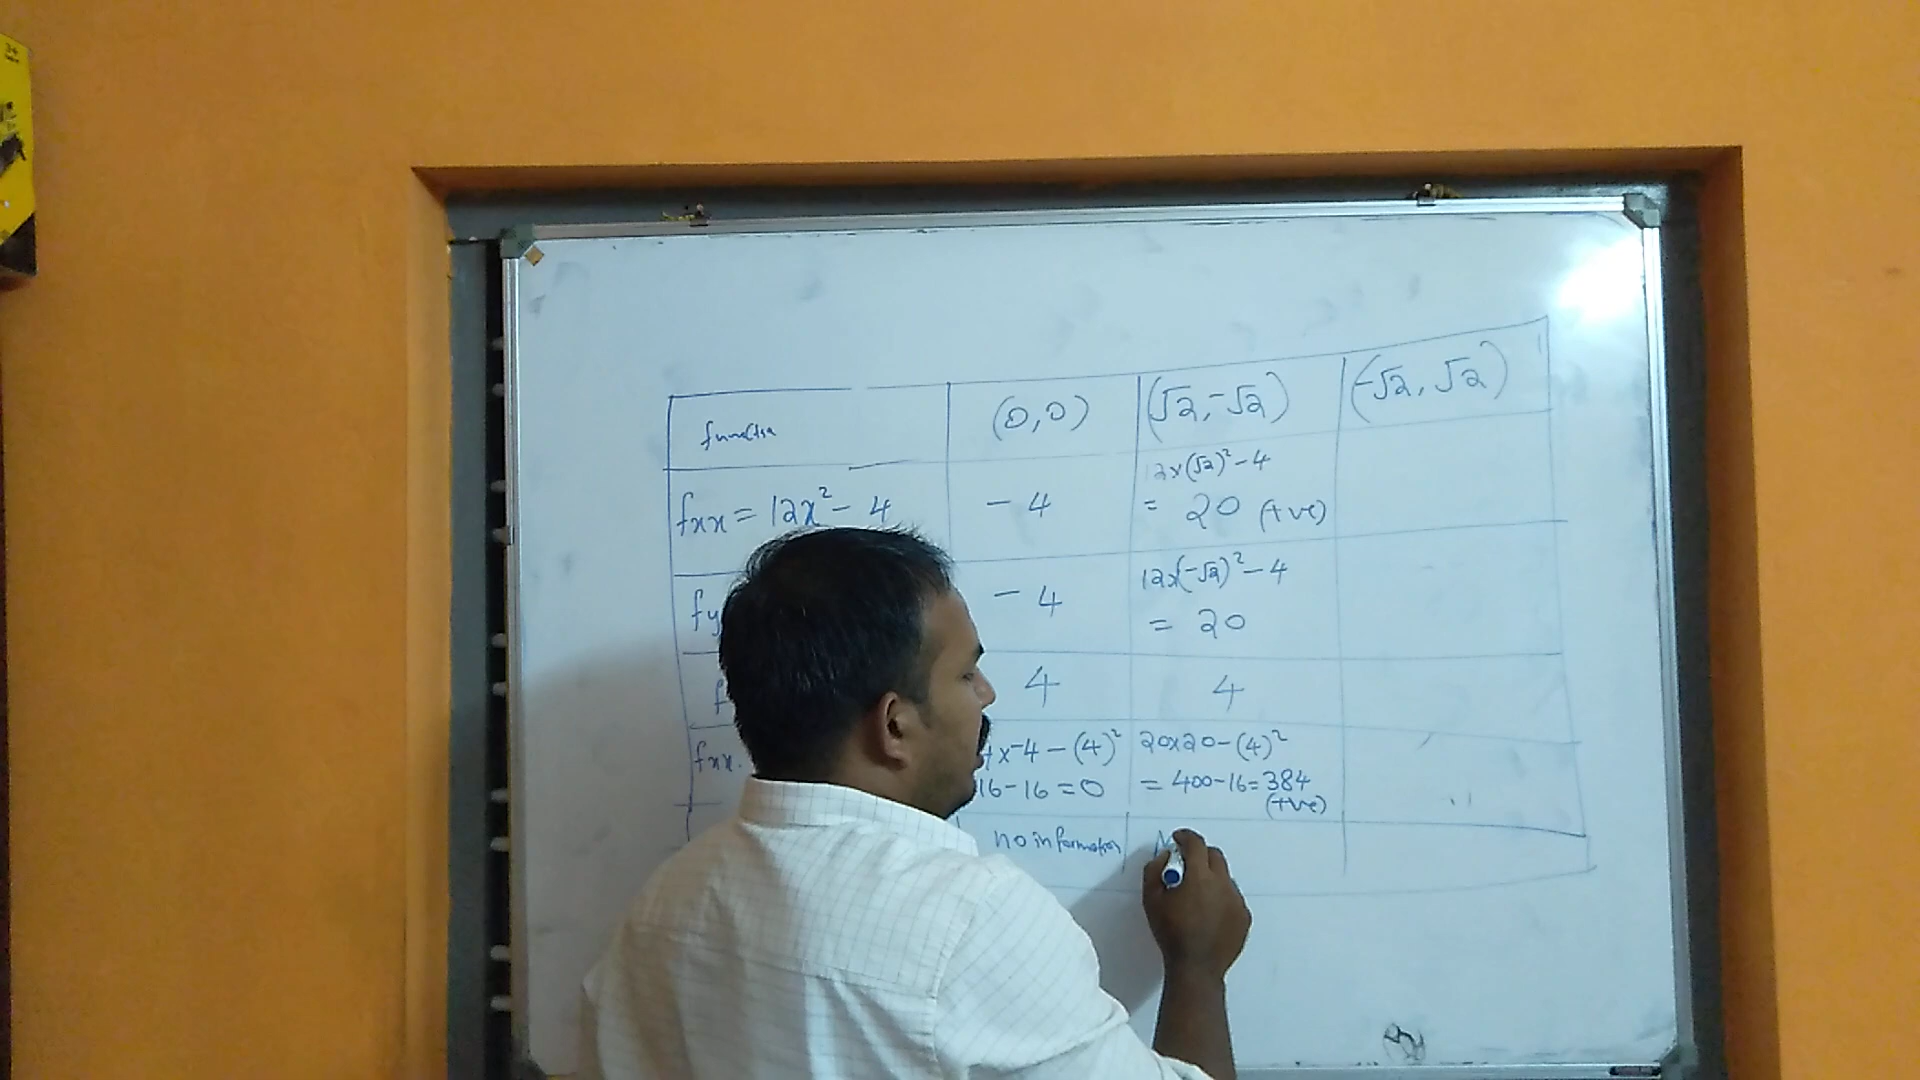 function (0,0) (√2,-√2) (-√2, √2)
fxx = 12x² - 4 - 4 12x(√2)² - 4
= 20 (+ve)
- 4 12x(-√2)² - 4
= 20
4 4
fxx. x-4 - (4)² 20x20 - (4)²
16-16 = 0 = 400-16 = 384
(+ve)
no information